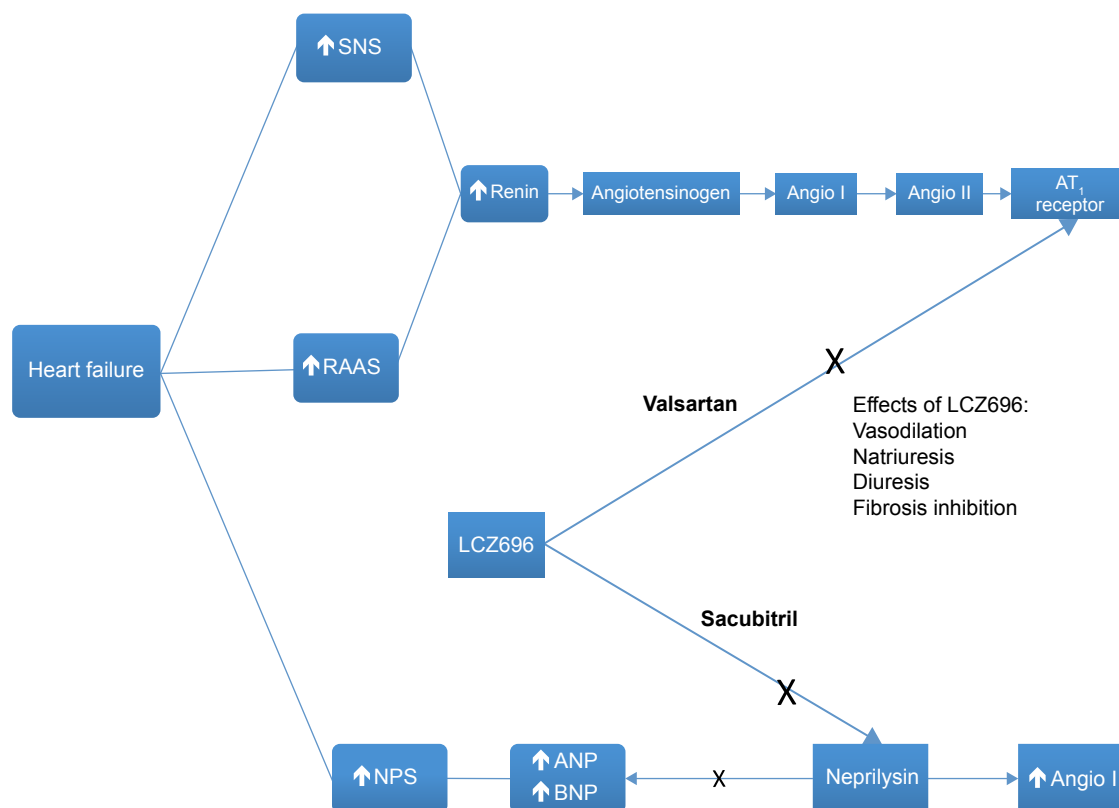 ↑ SNS
↑ Renin
Angiotensinogen
Angio I
Angio II
AT₁
receptor
Heart failure
↑ RAAS
X
Valsartan
Effects of LCZ696:
Vasodilation
Natriuresis
Diuresis
Fibrosis inhibition
LCZ696
Sacubitril
X
↑ NPS
↑ ANP
↑ BNP
X
Neprilysin
↑ Angio I